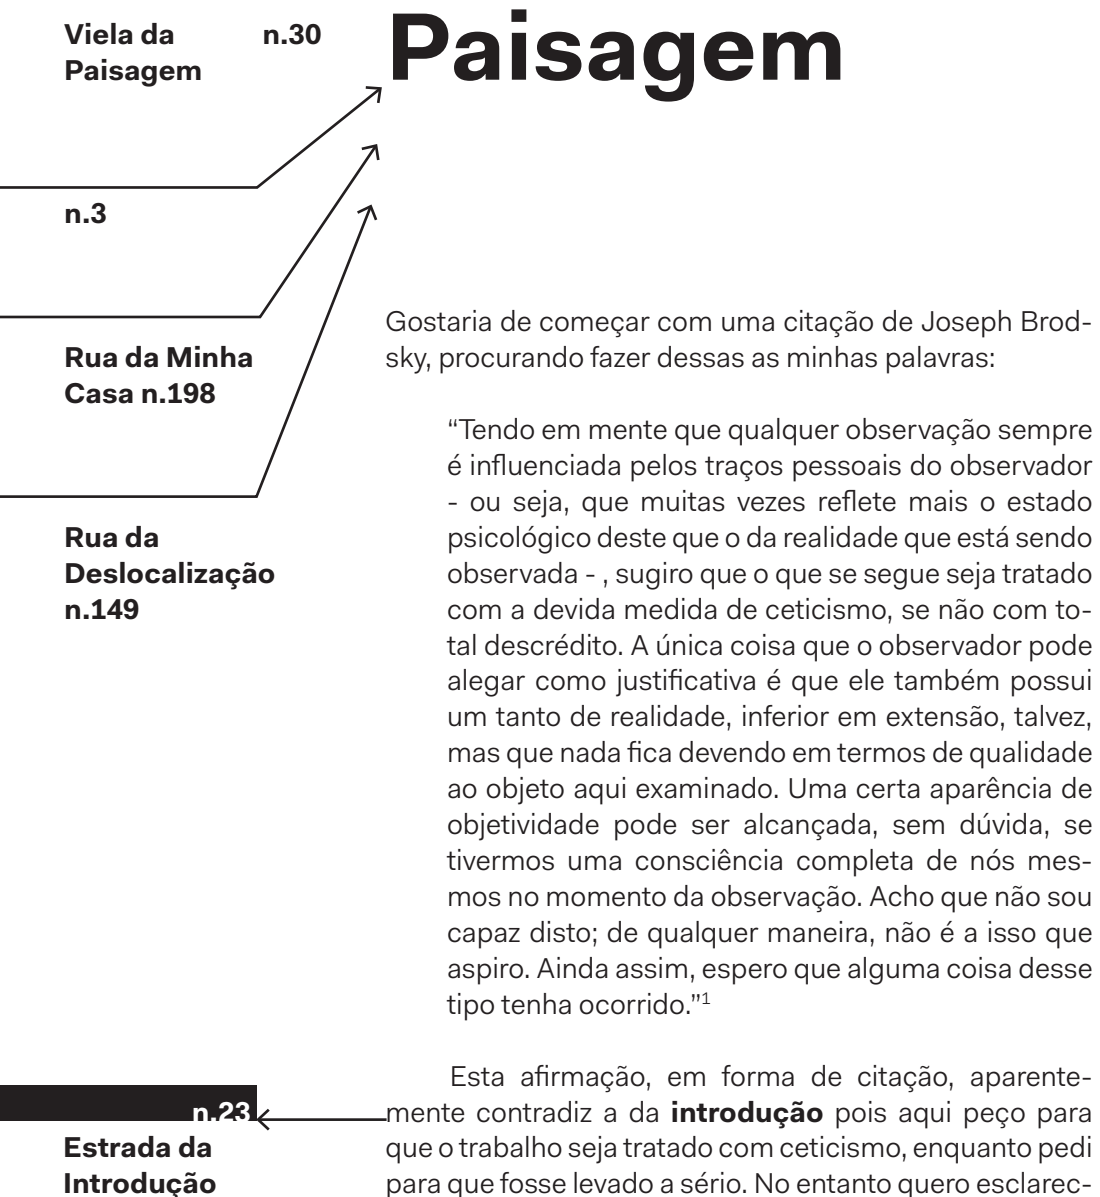 Viela da n.30
Paisagem
Paisagem
n.3
Rua da Minha
Casa n.198
Rua da
Deslocalização
n.149
Gostaria de começar com uma citação de Joseph Brod-
sky, procurando fazer dessas as minhas palavras:
“Tendo em mente que qualquer observação sempre
é influenciada pelos traços pessoais do observador
- ou seja, que muitas vezes reflete mais o estado
psicológico deste que o da realidade que está sendo
observada - , sugiro que o que se segue seja tratado
com a devida medida de ceticismo, se não com to-
tal descrédito. A única coisa que o observador pode
alegar como justificativa é que ele também possui
um tanto de realidade, inferior em extensão, talvez,
mas que nada fica devendo em termos de qualidade
ao objeto aqui examinado. Uma certa aparência de
objetividade pode ser alcançada, sem dúvida, se
tivermos uma consciência completa de nós mes-
mos no momento da observação. Acho que não sou
capaz disto; de qualquer maneira, não é a isso que
aspiro. Ainda assim, espero que alguma coisa desse
tipo tenha ocorrido.”1
n.23
Estrada da
Introdução
Esta afirmação, em forma de citação, aparente-
mente contradiz a da introdução pois aqui peço para
que o trabalho seja tratado com ceticismo, enquanto pedi
para que fosse levado a sério. No entanto quero esclarec-